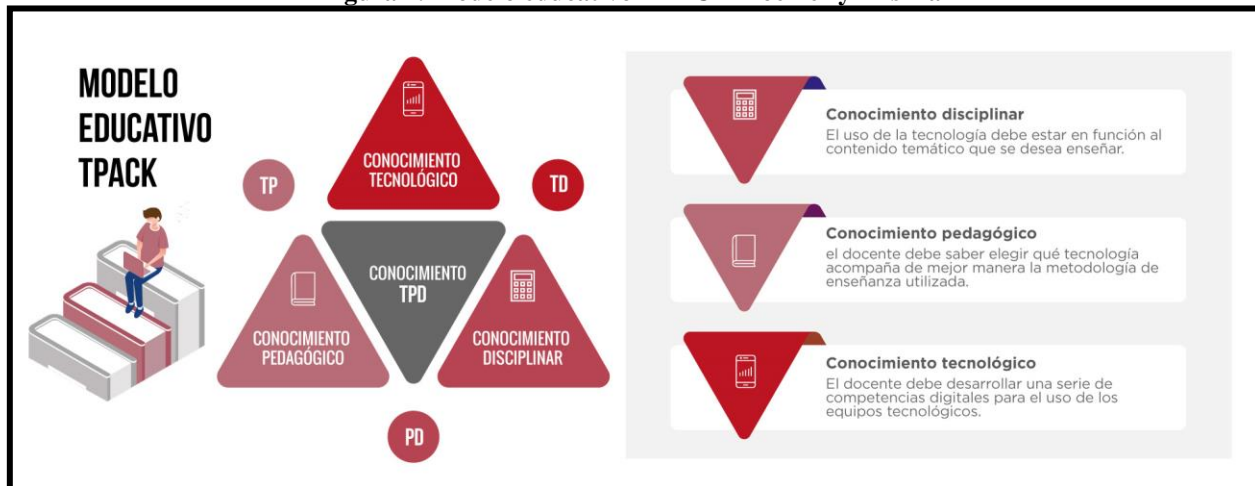 MODELO
EDUCATIVO
TPACK
CONOCIMIENTO
TECNOLÓGICO
TP
TD
CONOCIMIENTO
TPD
CONOCIMIENTO
PEDAGÓGICO
CONOCIMIENTO
DISCIPLINAR
PD
Conocimiento disciplinar
El uso de la tecnología debe estar en función al
contenido temático que se desea enseñar.
Conocimiento pedagógico
el docente debe saber elegir qué tecnología
acompaña de mejor manera la metodología de
enseñanza utilizada.
Conocimiento tecnológico
El docente debe desarrollar una serie de
competencias digitales para el uso de los
equipos tecnológicos.